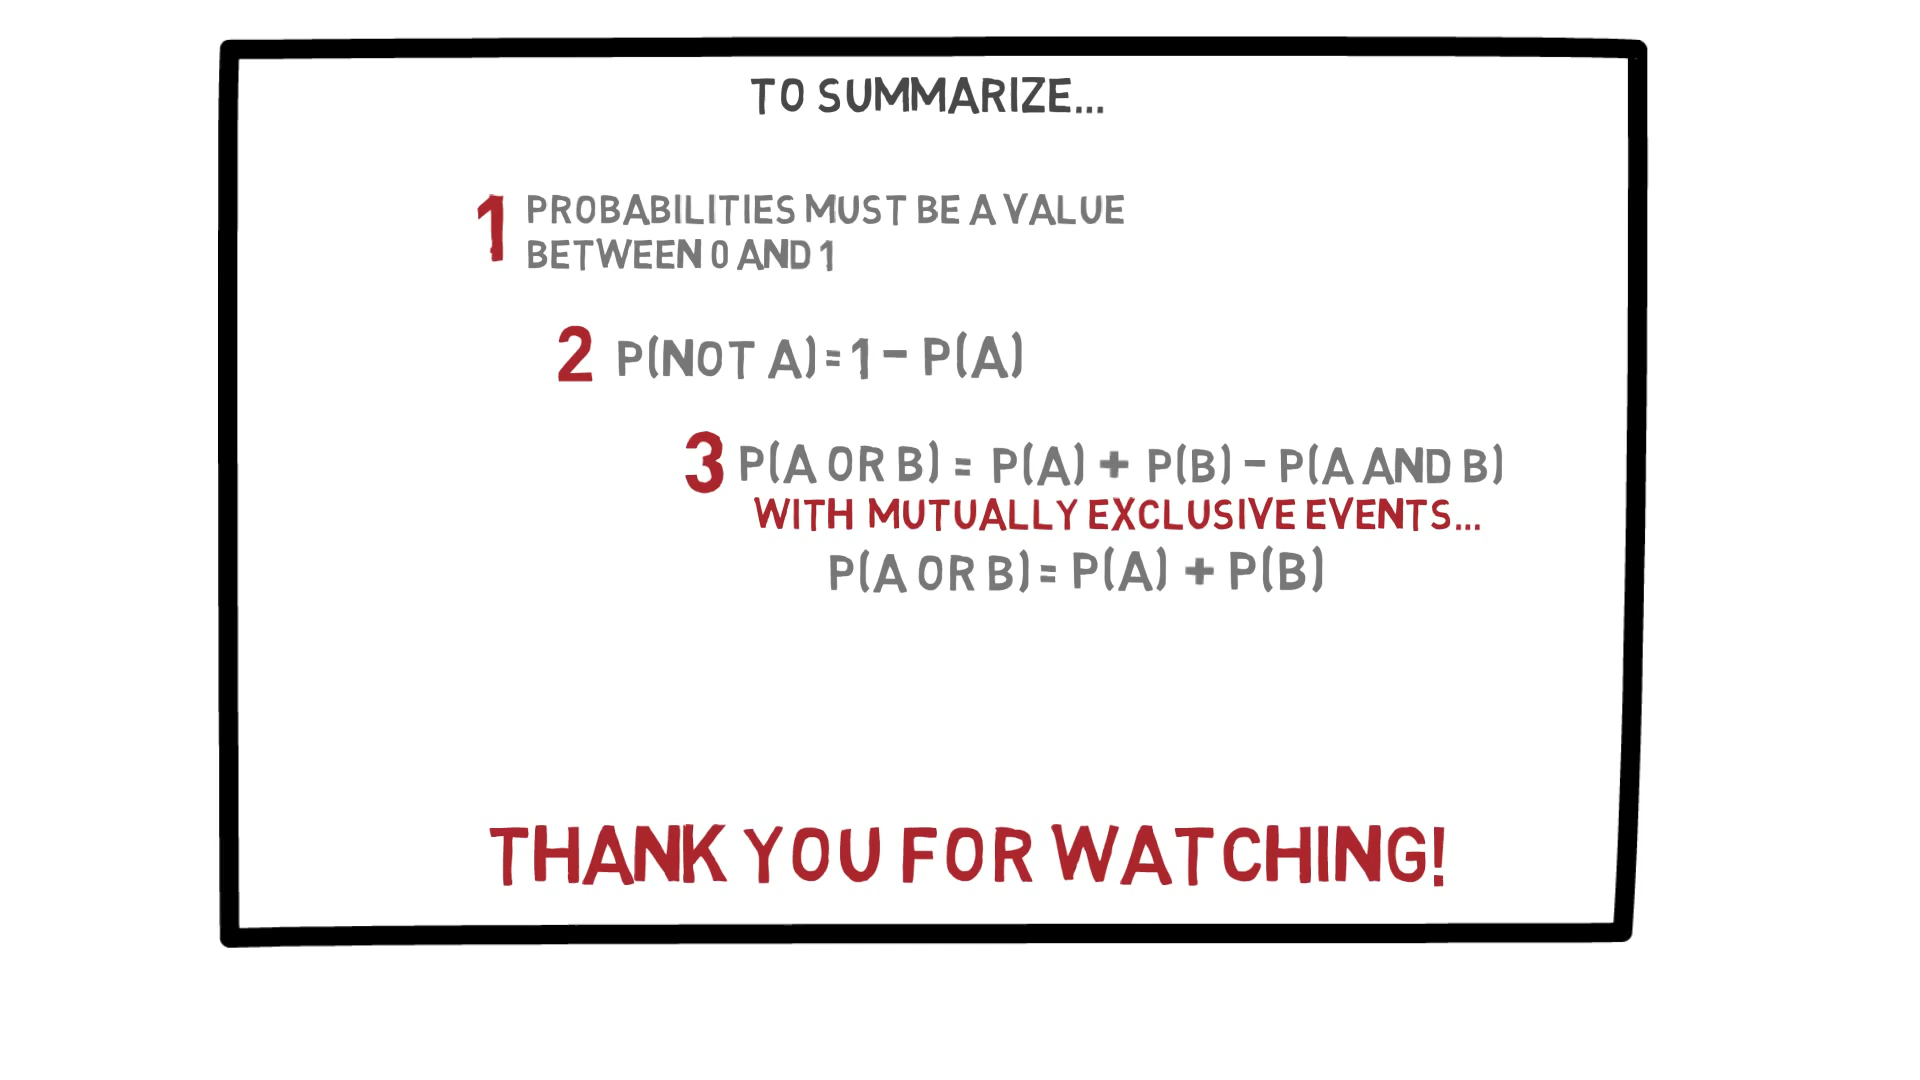 TO SUMMARIZE...
1 PROBABILITIES MUST BE A VALUE
BETWEEN 0 AND 1
2 P(NOT A) = 1 - P(A)
3 P(A OR B) = P(A) + P(B) - P(A AND B)
WITH MUTUALLY EXCLUSIVE EVENTS...
P(A OR B) = P(A) + P(B)
THANK YOU FOR WATCHING!